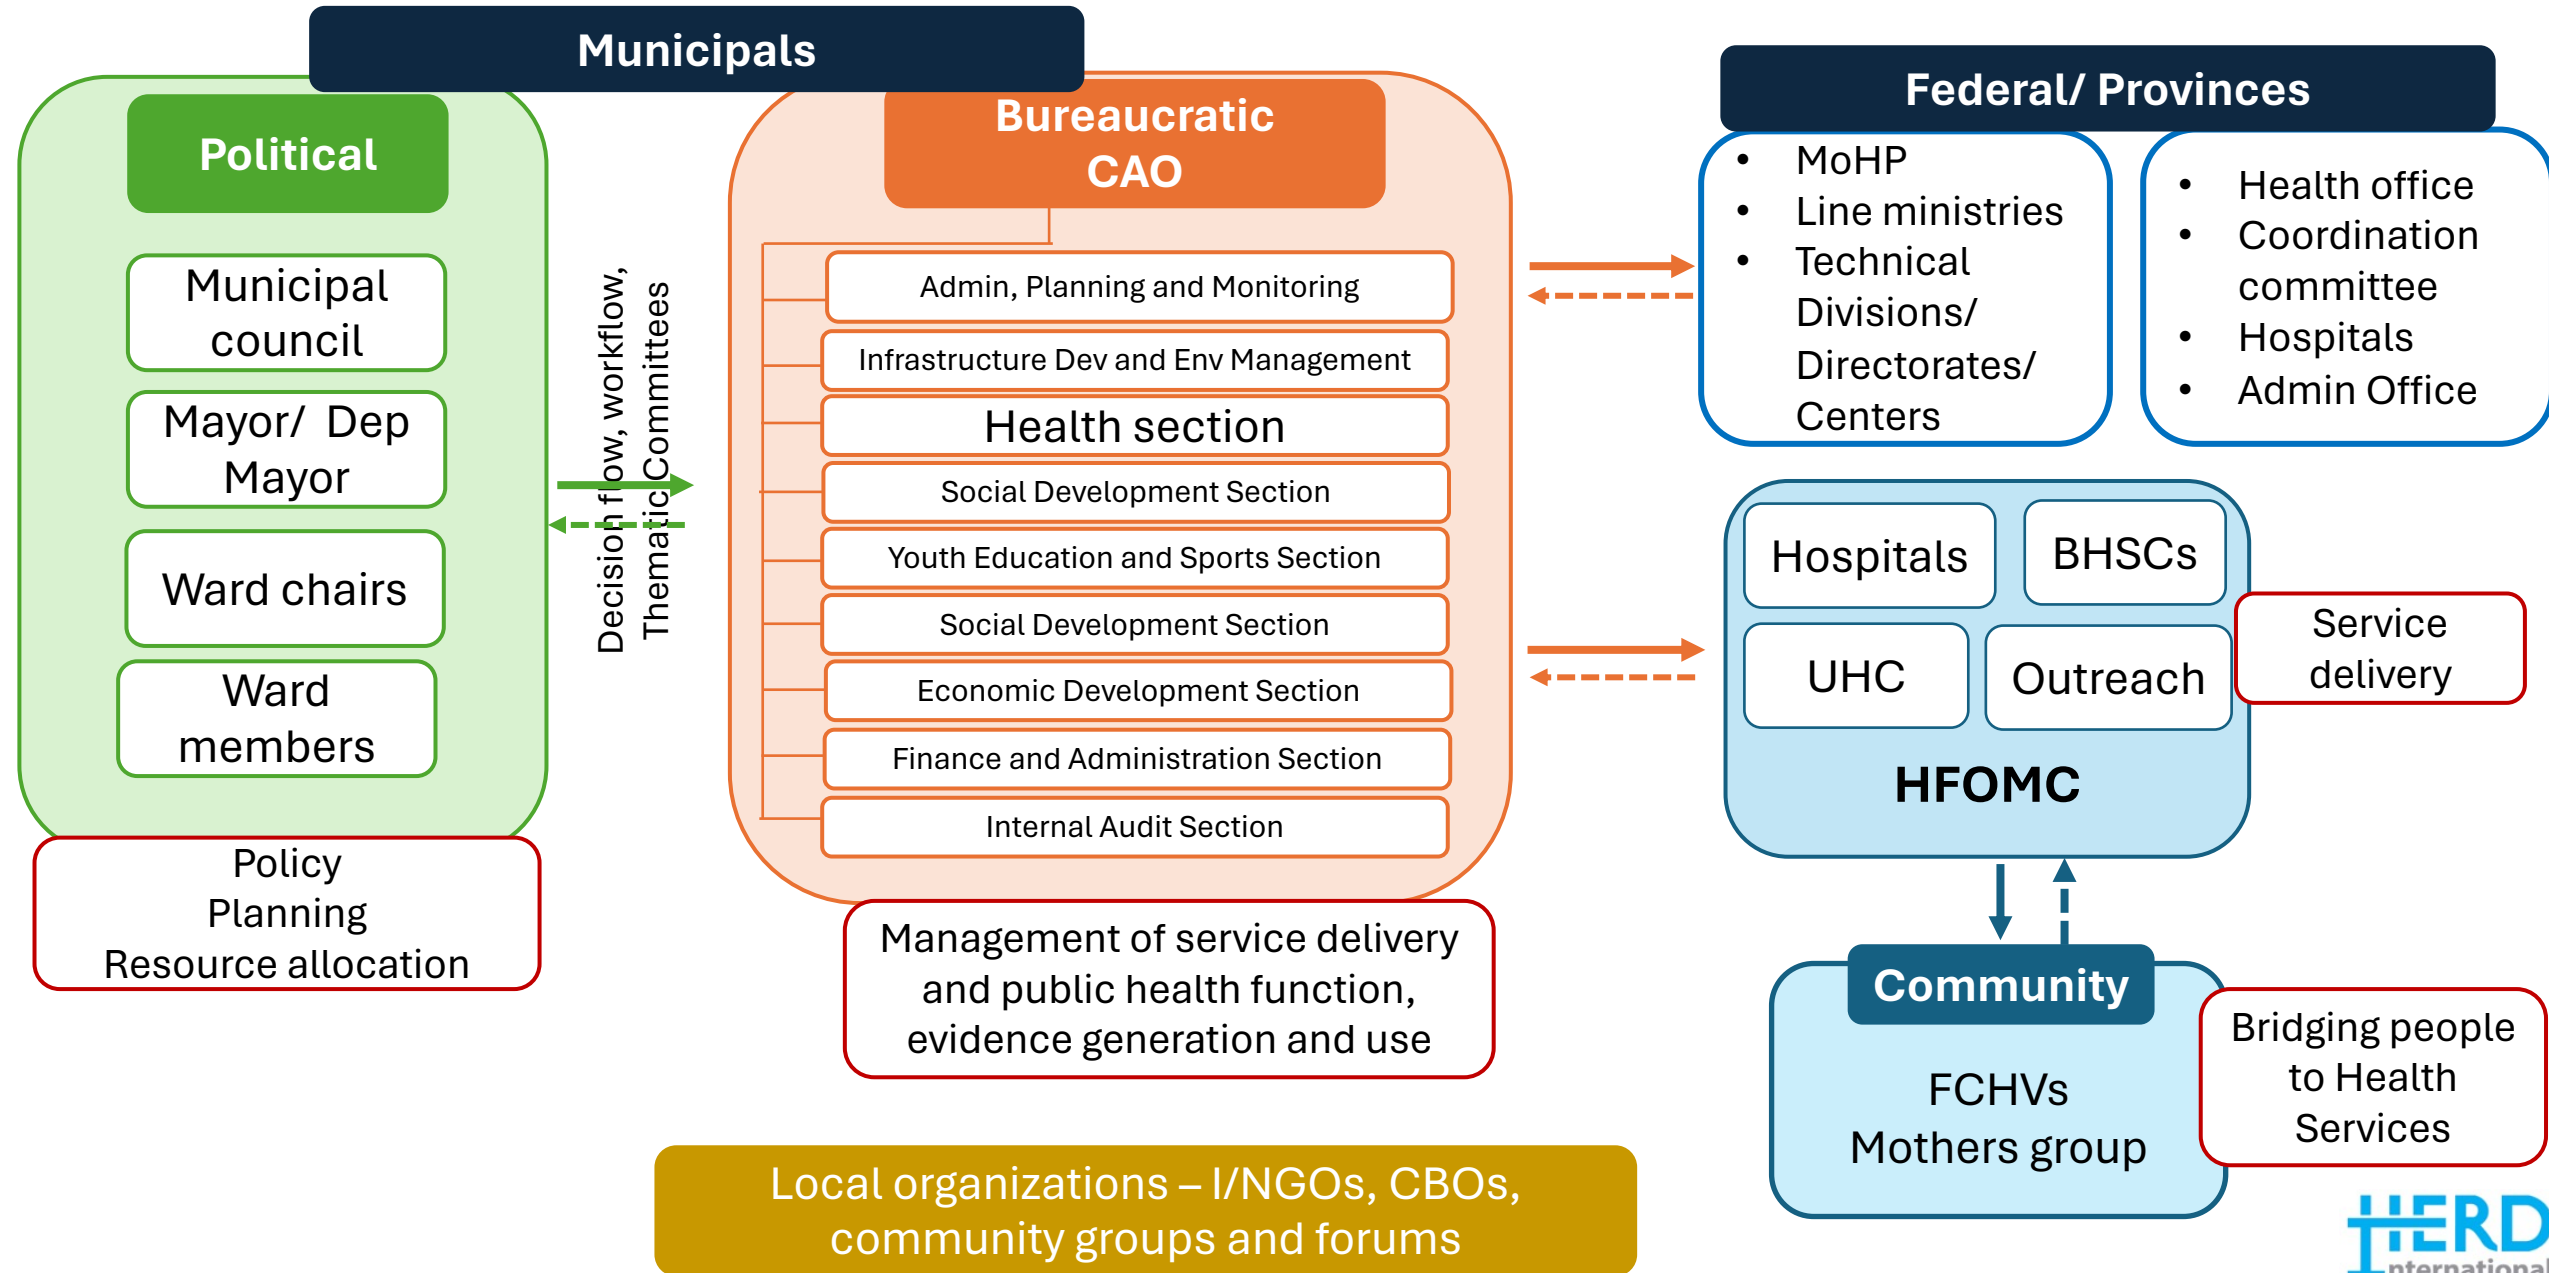 Municipals
Political
Municipal
council
Mayor/ Dep
Mayor
Ward chairs
Ward
members
Policy
Planning
Resource allocation
Decision flow, workflow,
Thematic Committees
Bureaucratic
CAO
Admin, Planning and Monitoring
Infrastructure Dev and Env Management
Health section
Social Development Section
Youth Education and Sports Section
Social Development Section
Economic Development Section
Finance and Administration Section
Internal Audit Section
Management of service delivery
and public health function,
evidence generation and use
Local organizations – I/NGOs, CBOs,
community groups and forums
Federal/ Provinces
• MoHP
• Line ministries
• Technical
Divisions/
Directorates/
Centers
• Health office
• Coordination
committee
• Hospitals
• Admin Office
Hospitals
BHSCs
UHC
Outreach
HFOMC
Service
delivery
Community
FCHVs
Mothers group
Bridging people
to Health
Services
HERD
International